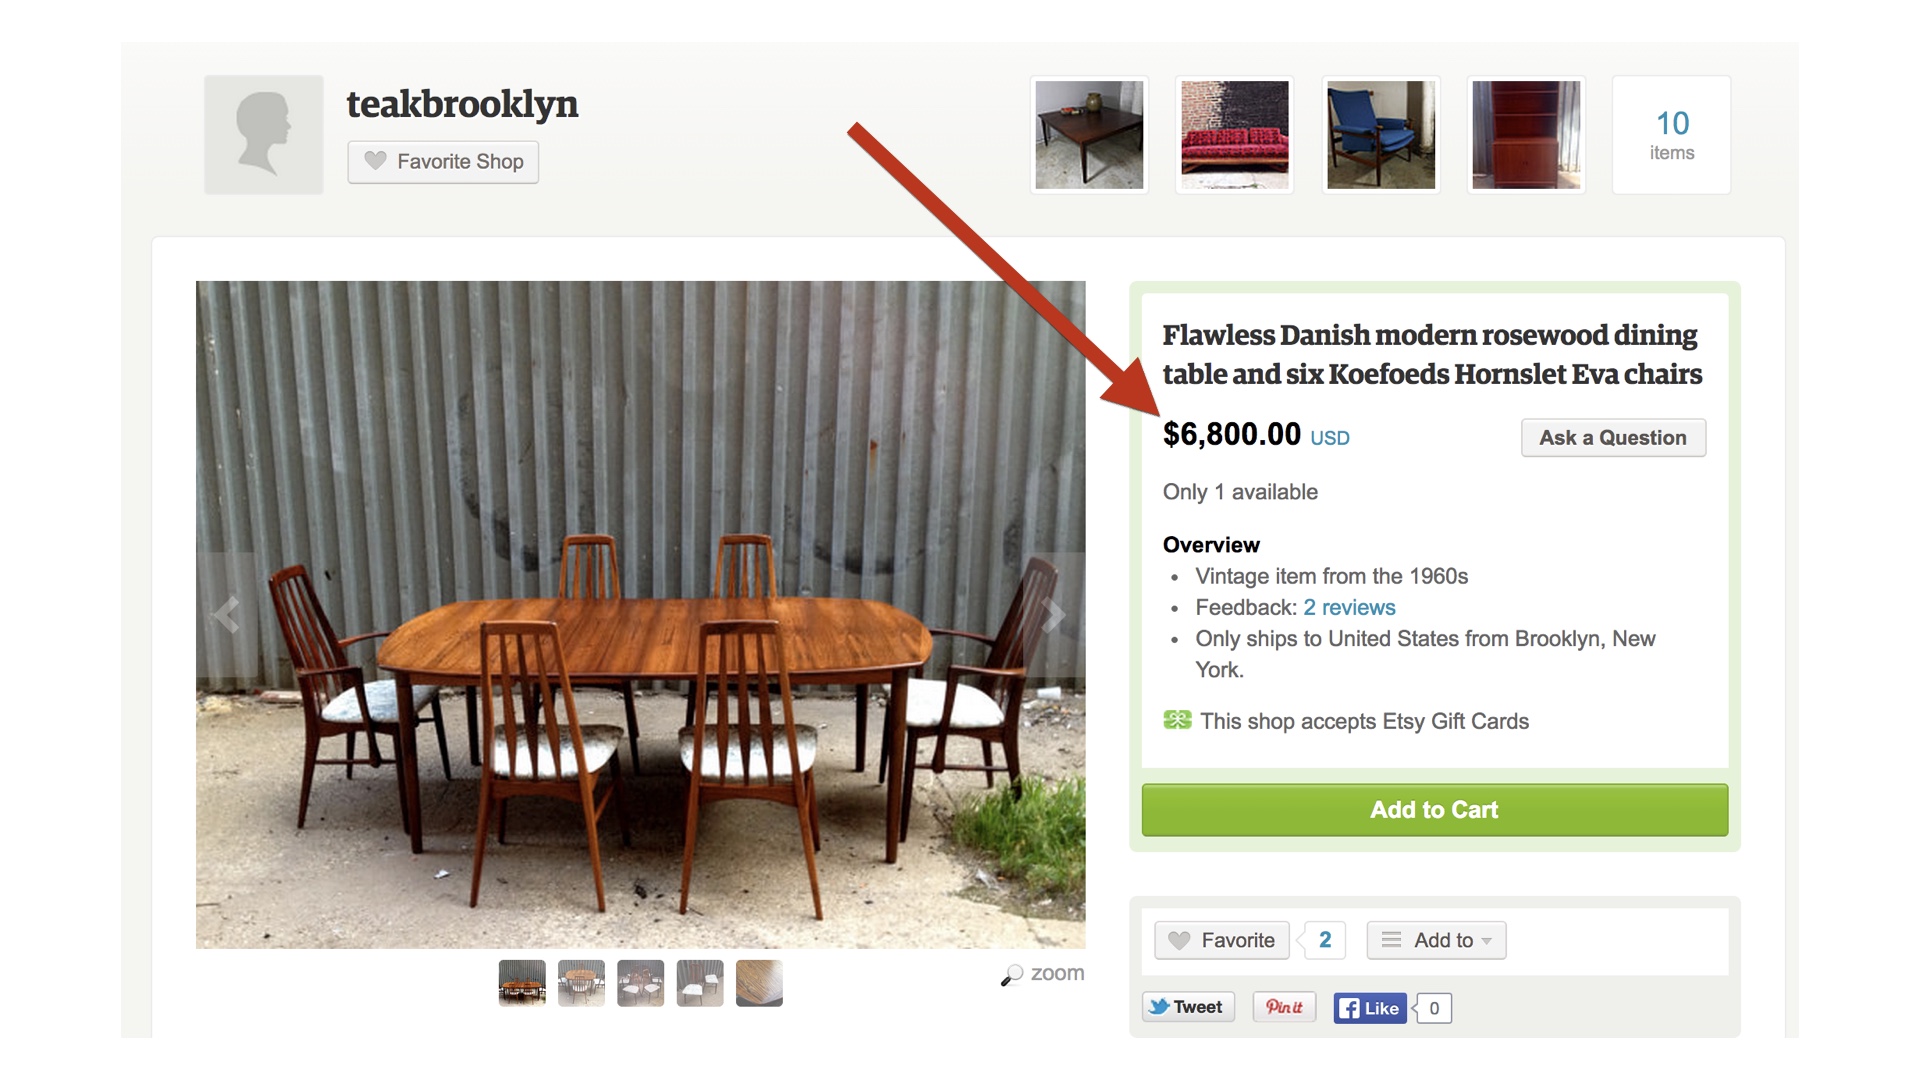 teakbrooklyn
Favorite Shop
10
items
Flawless Danish modern rosewood dining
table and six Koefoeds Hornslet Eva chairs
$6,800.00 USD
Ask a Question
Only 1 available
Overview
• Vintage item from the 1960s
• Feedback: 2 reviews
• Only ships to United States from Brooklyn, New
York.
This shop accepts Etsy Gift Cards
Add to Cart
zoom
Favorite 2 Add to
Tweet Pin it Like 0